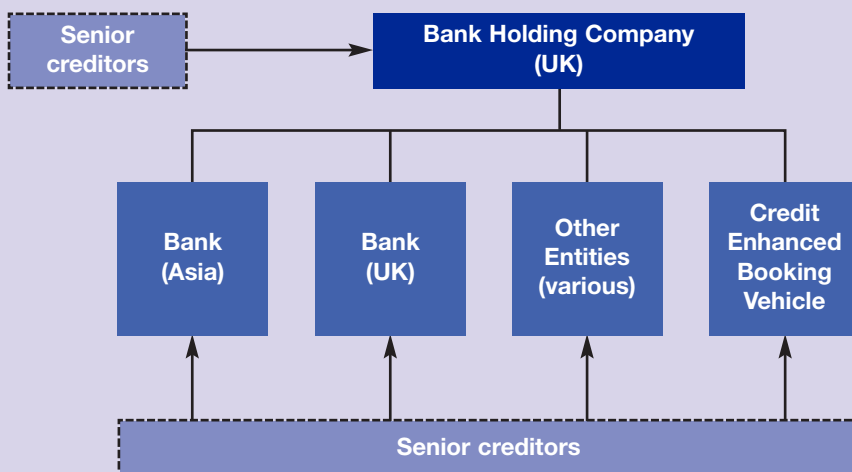 Senior
creditors
Bank Holding Company
(UK)
Bank
(Asia)
Bank
(UK)
Other
Entities
(various)
Credit
Enhanced
Booking
Vehicle
Senior creditors